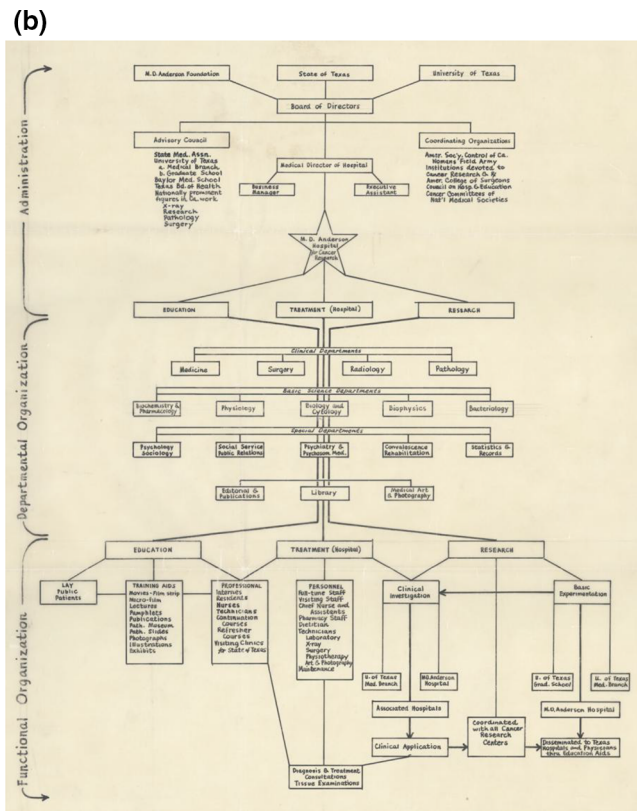 (b)
Administration
M.D. Anderson Foundation
State of Texas
University of Texas
Board of Directors
Advisory Council
State Med. Assn.
University of Texas
a. Medical Branch
b. Graduate School
Baylor Med. School
Texas Bd. of Health
Nationally prominent
figures in Ca. work
X-ray
Research
Pathology
Surgery
Coordinating Organizations
Amer. Soc'y. Control of Ca.
Womens' Field Army
Institutions devoted to
Cancer Research &
Amer. College of Surgeons
Council on Hosp. & Education
Cancer Committees of
Nat'l Medical Societies
Medical Director of Hospital
Business
Manager
Executive
Assistant
M. D. Anderson
Hospital
for Cancer
Research
EDUCATION
TREATMENT (Hospital)
RESEARCH
Departmental Organization
Clinical Departments
Medicine
Surgery
Radiology
Pathology
Basic Science Departments
Biochemistry &
Pharmacology
Physiology
Biology and
Cytology
Biophysics
Bacteriology
Special Departments
Psychology
Sociology
Social Service
Public Relations
Psychiatry &
Psychosom. Med.
Convalescence
Rehabilitation
Statistics &
Records
Editorial &
Publications
Library
Medical Art
& Photography
Functional Organization
EDUCATION
TREATMENT (Hospital)
RESEARCH
LAY
Public
Patients
TRAINING AIDS
Movies-film strip
Micro-film
Lectures
Pamphlets
Publications
Path. Museum
Path. Slides
Photographs
Illustrations
Exhibits
PROFESSIONAL
Internes
Residents
Nurses
Technicians
Continuation
Courses
Refresher
Courses
Visiting Clinics
for State of Texas
PERSONNEL
Full-time Staff
Visiting Staff
Chief Nurse and
Assistants
Pharmacy Staff
Dietitian
Technicians
Laboratory
X-ray
Surgery
Physiotherapy
Art & Photography
Maintenance
Clinical
Investigation
Basic
Experimentation
U. of Texas
Med. Branch
M.D. Anderson
Hospital
U. of Texas
Grad. School
U. of Texas
Med. Branch
Associated Hospitals
M.D. Anderson Hospital
Clinical Application
Coordinated
with all Cancer
Research
Centers
Disseminated to Texas
Hospitals and Physicians
thru Education Aids
Diagnosis & Treatment
Consultations
Tissue Examinations